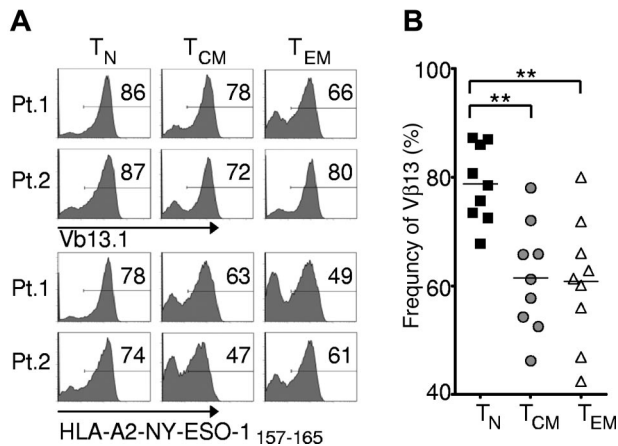 A
T_N T_CM T_EM
Pt.1 86 78 66
Pt.2 87 72 80
Vb13.1
Pt.1 78 63 49
Pt.2 74 47 61
HLA-A2-NY-ESO-1 157-165
B
100
80
60
40
Frequncy of Vβ13 (%)
**
**
T_N T_CM T_EM